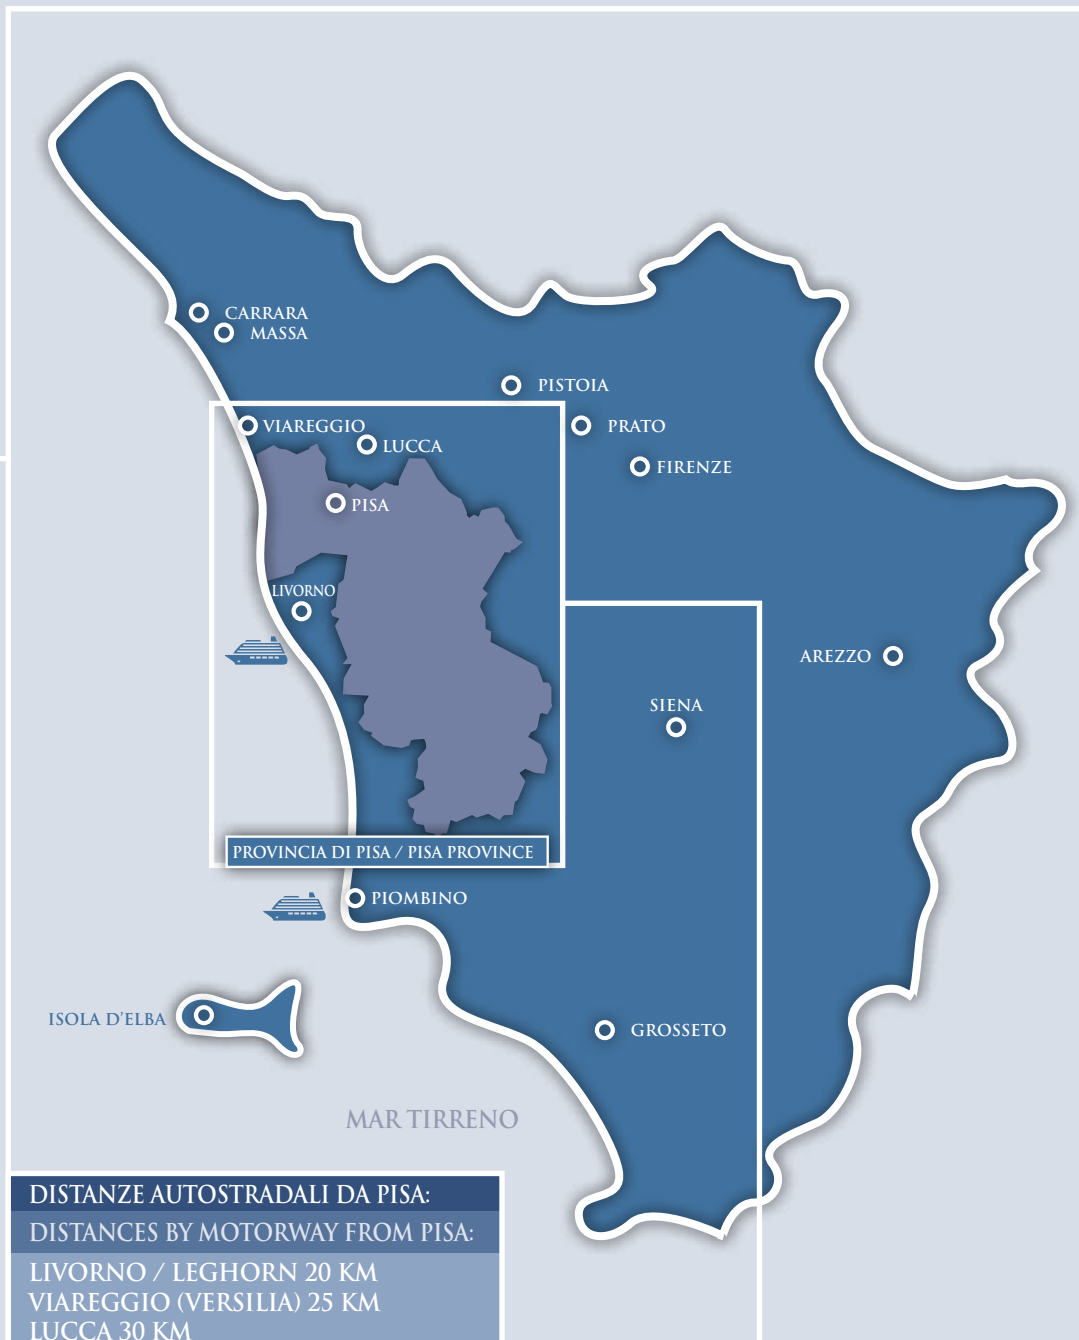 CARRARA
MASSA
PISTOIA
VIAREGGIO
PRATO
LUCCA
FIRENZE
PISA
LIVORNO
AREZZO
SIENA
PROVINCIA DI PISA / PISA PROVINCE
PIOMBINO
ISOLA D'ELBA
GROSSETO
MAR TIRRENO
DISTANZE AUTOSTRADALI DA PISA:
DISTANCES BY MOTORWAY FROM PISA:
LIVORNO / LEGHORN 20 KM
VIAREGGIO (VERSILIA) 25 KM
LUCCA 30 KM